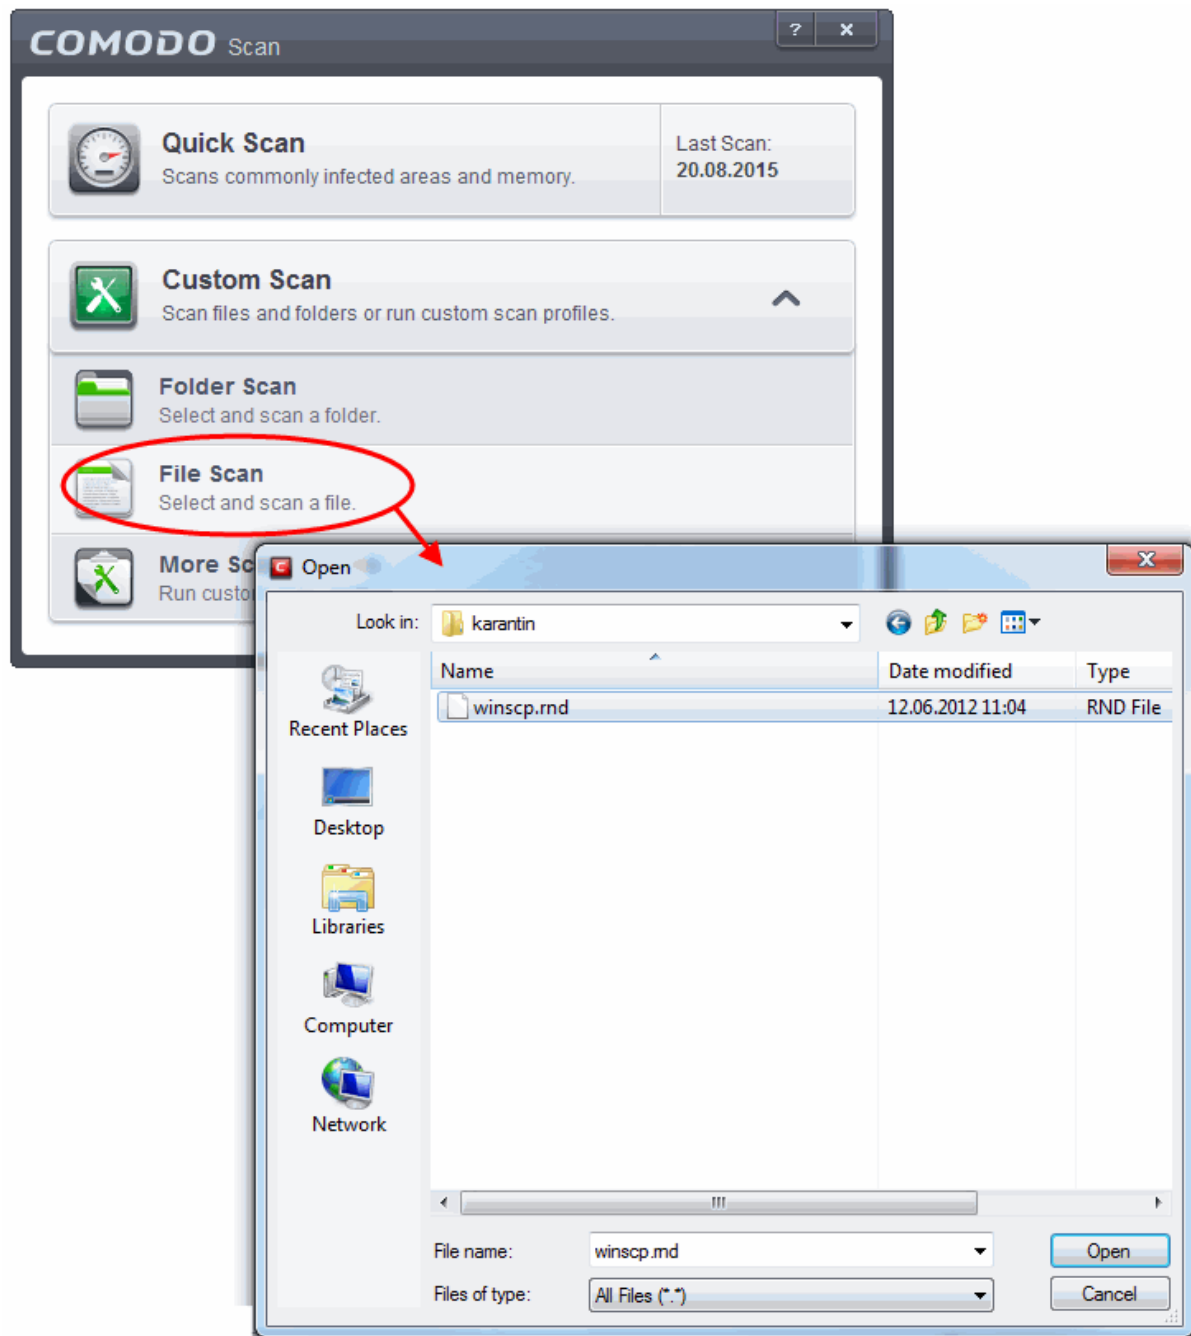 COMODO Scan
? x
Quick Scan
Scans commonly infected areas and memory.
Last Scan:
20.08.2015
Custom Scan
Scan files and folders or run custom scan profiles.
Folder Scan
Select and scan a folder.
File Scan
Select and scan a file.
More Sc
Run custo
Open
Look in:
karantin
Name
Date modified
Type
winscp.rnd
12.06.2012 11:04
RND File
Recent Places
Desktop
Libraries
Computer
Network
File name:
winscp.rnd
Open
Files of type:
All Files (*.*)
Cancel